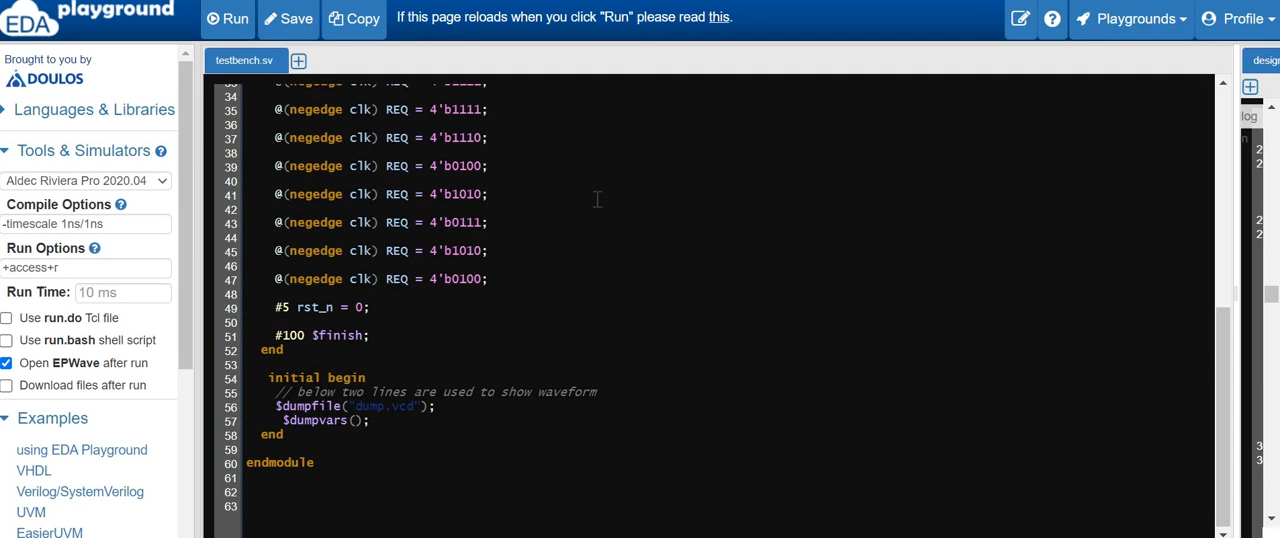 EDA playground
Run Save Copy If this page reloads when you click "Run" please read this. Playgrounds Profile
Brought to you by
DOULOS
Languages & Libraries
Tools & Simulators
Aldec Riviera Pro 2020.04
Compile Options
-timescale 1ns/1ns
Run Options
+access+r
Run Time: 10 ms
Use run.do Tcl file
Use run.bash shell script
Open EPWave after run
Download files after run
Examples
using EDA Playground
VHDL
Verilog/SystemVerilog
UVM
EasierUVM
testbench.sv
34
35 @(negedge clk) REQ = 4'b1111;
36
37 @(negedge clk) REQ = 4'b1110;
38
39 @(negedge clk) REQ = 4'b0100;
40
41 @(negedge clk) REQ = 4'b1010;
42
43 @(negedge clk) REQ = 4'b0111;
44
45 @(negedge clk) REQ = 4'b1010;
46
47 @(negedge clk) REQ = 4'b0100;
48
49 #5 rst_n = 0;
50
51 #100 $finish;
52 end
53
54 initial begin
55 // below two lines are used to show waveform
56 $dumpfile("dump.vcd");
57 $dumpvars();
58 end
59
60 endmodule
61
62
63
desig
log